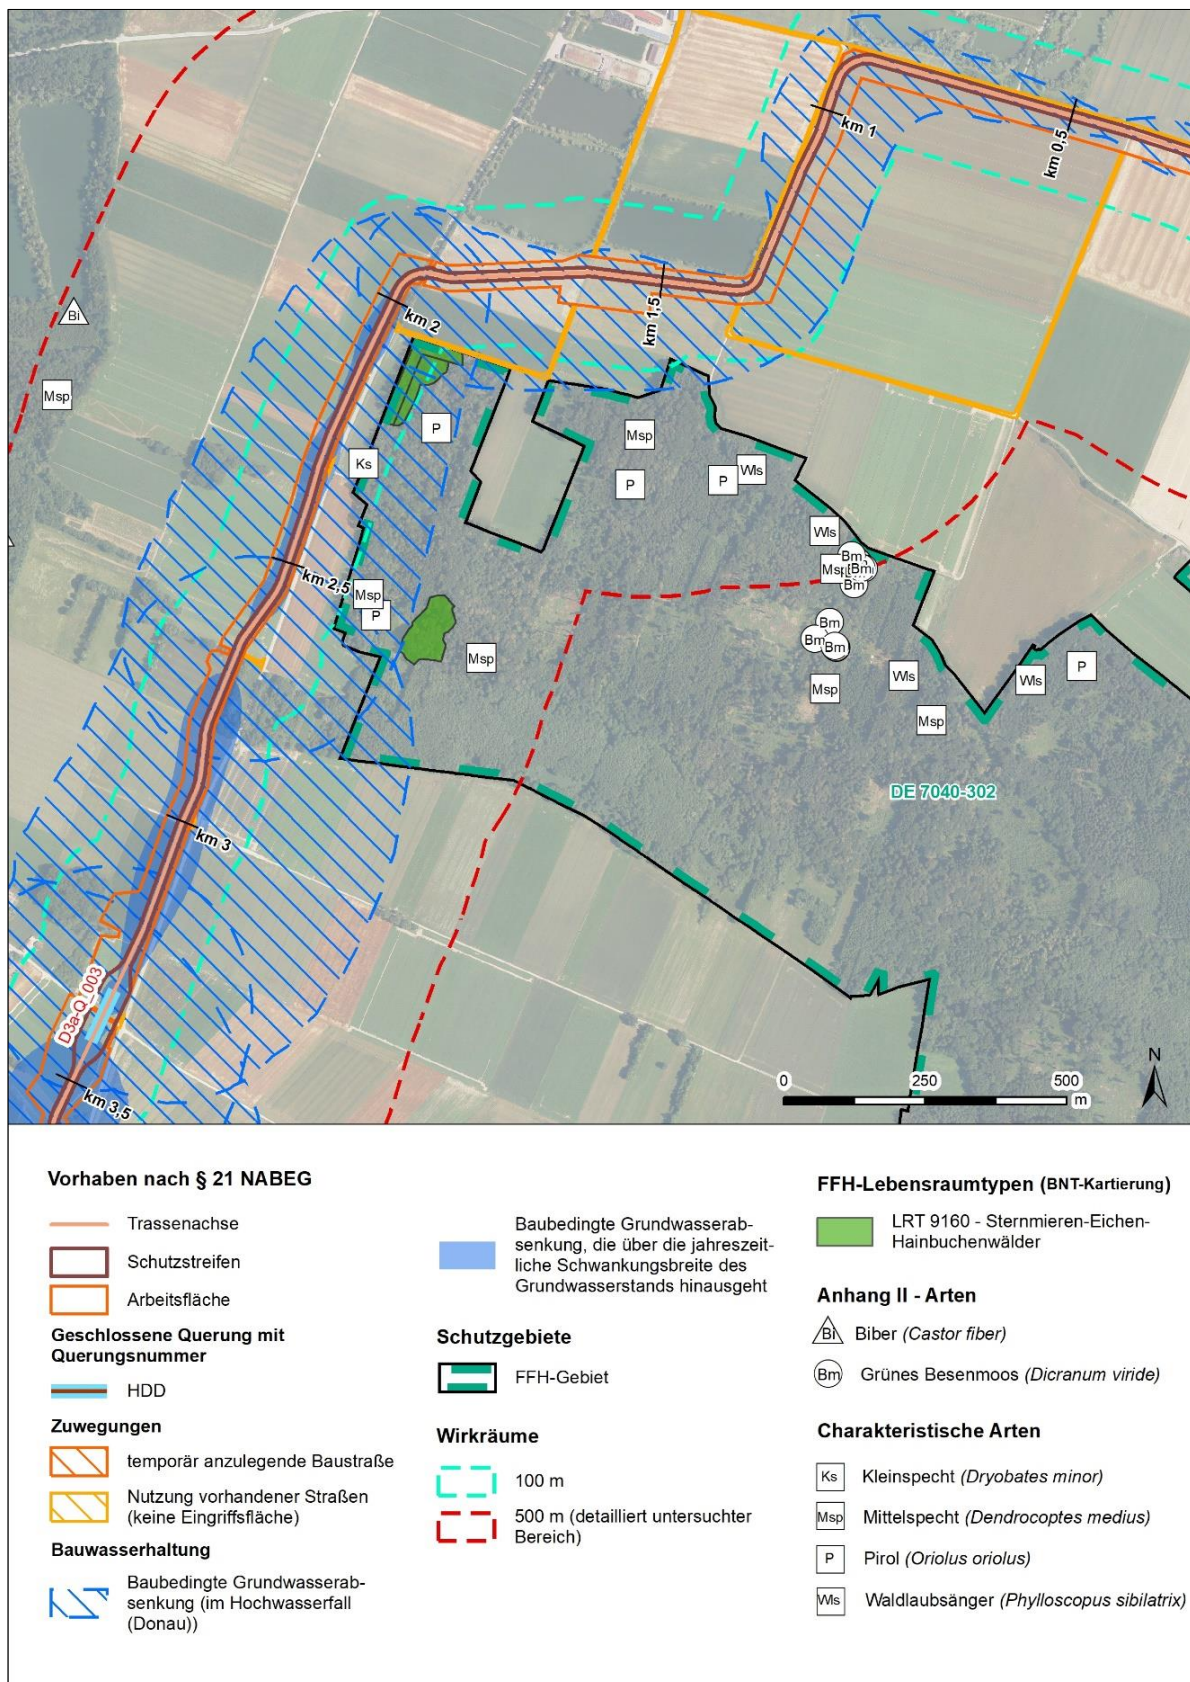 km 1
km 0,5
km 1,5
km 2
Bi
Msp
P
Msp
Ks
P
P
Wls
Wls
Bm
Msp
Bm
Bm
km 2,5
Msp
P
Msp
Bm
Bm
Msp
Wls
Wls
P
Msp
DE 7040-302
km 3
D3a-Q_003
km 3,5
N
0 250 500
m
Vorhaben nach § 21 NABEG
Trassenachse
Schutzstreifen
Arbeitsfläche
Geschlossene Querung mit
Querungsnummer
HDD
Zuwegungen
temporär anzulegende Baustraße
Nutzung vorhandener Straßen
(keine Eingriffsfläche)
Bauwasserhaltung
Baubedingte Grundwasserab-
senkung (im Hochwasserfall
(Donau))
Baubedingte Grundwasserab-
senkung, die über die jahreszeit-
liche Schwankungsbreite des
Grundwasserstands hinausgeht
Schutzgebiete
FFH-Gebiet
Wirkräume
100 m
500 m (detailliert untersuchter
Bereich)
FFH-Lebensraumtypen (BNT-Kartierung)
LRT 9160 - Sternmieren-Eichen-
Hainbuchenwälder
Anhang II - Arten
Bi Biber (Castor fiber)
Bm Grünes Besenmoos (Dicranum viride)
Charakteristische Arten
Ks Kleinspecht (Dryobates minor)
Msp Mittelspecht (Dendrocoptes medius)
P Pirol (Oriolus oriolus)
Wls Waldlaubsänger (Phylloscopus sibilatrix)